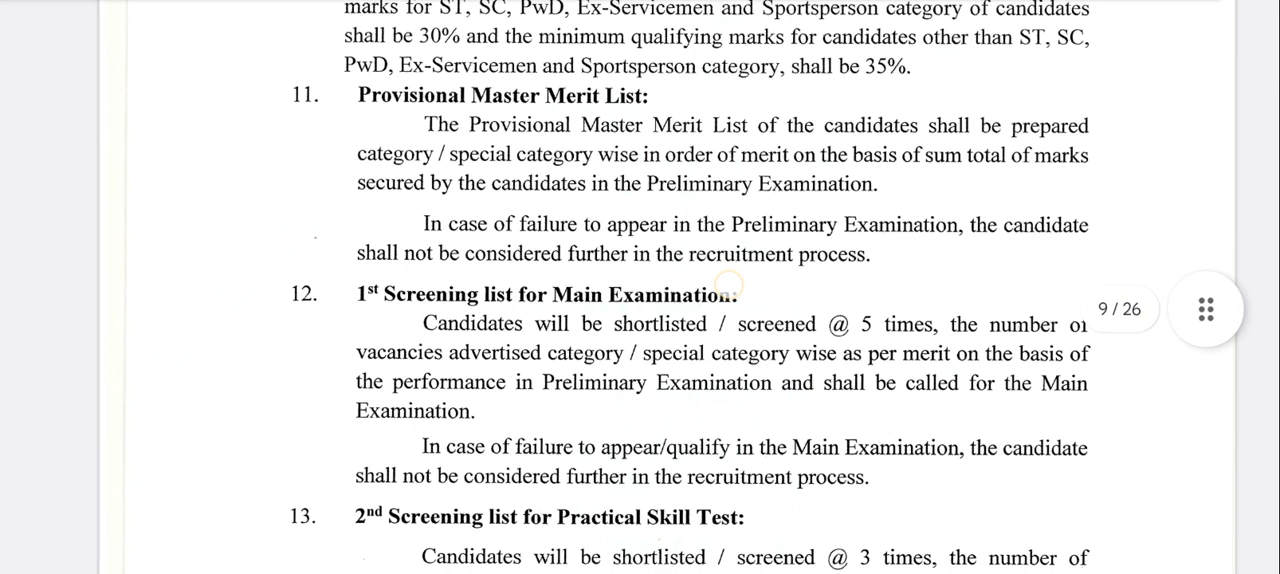 marks for ST, SC, PwD, Ex-Servicemen and Sportsperson category of candidates
shall be 30% and the minimum qualifying marks for candidates other than ST, SC,
PwD, Ex-Servicemen and Sportsperson category, shall be 35%.
11. Provisional Master Merit List:
The Provisional Master Merit List of the candidates shall be prepared
category / special category wise in order of merit on the basis of sum total of marks
secured by the candidates in the Preliminary Examination.
In case of failure to appear in the Preliminary Examination, the candidate
shall not be considered further in the recruitment process.
12. 1st Screening list for Main Examination:
Candidates will be shortlisted / screened @ 5 times, the number of
9 / 26
vacancies advertised category / special category wise as per merit on the basis of
the performance in Preliminary Examination and shall be called for the Main
Examination.
In case of failure to appear/qualify in the Main Examination, the candidate
shall not be considered further in the recruitment process.
13. 2nd Screening list for Practical Skill Test:
Candidates will be shortlisted / screened @ 3 times, the number of